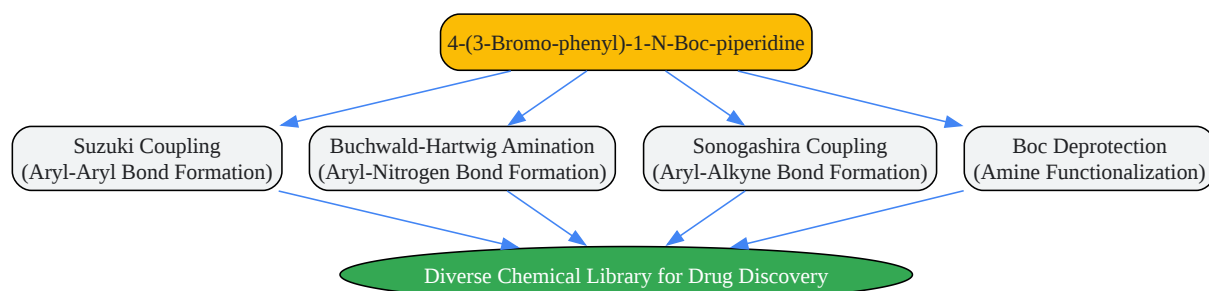 4-(3-Bromo-phenyl)-1-N-Boc-piperidine
Suzuki Coupling
(Aryl-Aryl Bond Formation)
Buchwald-Hartwig Amination
(Aryl-Nitrogen Bond Formation)
Sonogashira Coupling
(Aryl-Alkyne Bond Formation)
Boc Deprotection
(Amine Functionalization)
Diverse Chemical Library for Drug Discovery